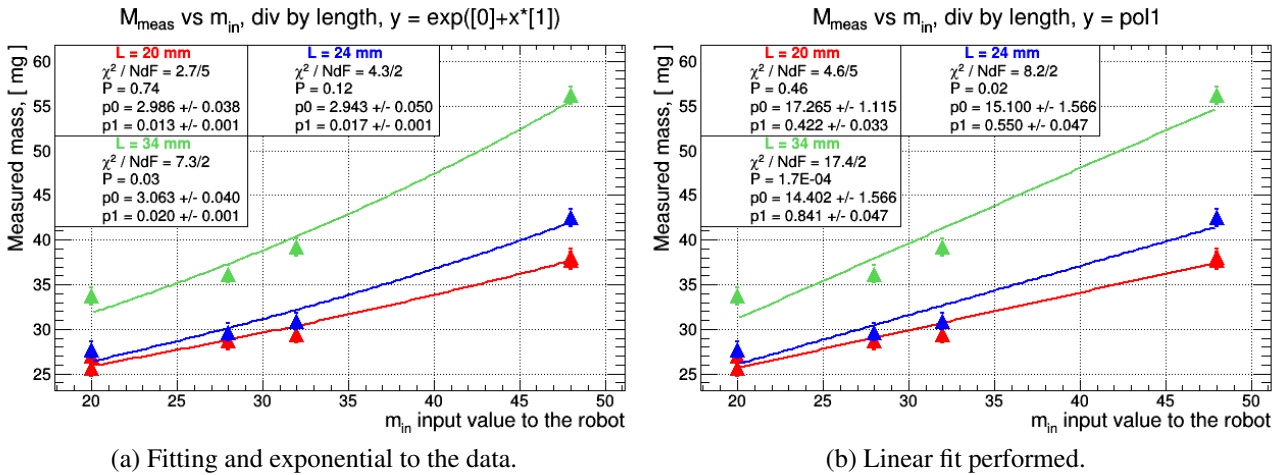 M_meas vs m_in, div by length, y = exp([0]+x*[1])
L = 20 mm
χ² / NdF = 2.7/5
P = 0.74
p0 = 2.986 +/- 0.038
p1 = 0.013 +/- 0.001
L = 24 mm
χ² / NdF = 4.3/2
P = 0.12
p0 = 2.943 +/- 0.050
p1 = 0.017 +/- 0.001
L = 34 mm
χ² / NdF = 7.3/2
P = 0.03
p0 = 3.063 +/- 0.040
p1 = 0.020 +/- 0.001
Measured mass, [ mg ]
60
55
50
45
40
35
30
25
20 25 30 35 40 45 50
m_in input value to the robot
(a) Fitting and exponential to the data.
M_meas vs m_in, div by length, y = pol1
L = 20 mm
χ² / NdF = 4.6/5
P = 0.46
p0 = 17.265 +/- 1.115
p1 = 0.422 +/- 0.033
L = 24 mm
χ² / NdF = 8.2/2
P = 0.02
p0 = 15.100 +/- 1.566
p1 = 0.550 +/- 0.047
L = 34 mm
χ² / NdF = 17.4/2
P = 1.7E-04
p0 = 14.402 +/- 1.566
p1 = 0.841 +/- 0.047
Measured mass, [ mg ]
60
55
50
45
40
35
30
25
20 25 30 35 40 45 50
m_in input value to the robot
(b) Linear fit performed.